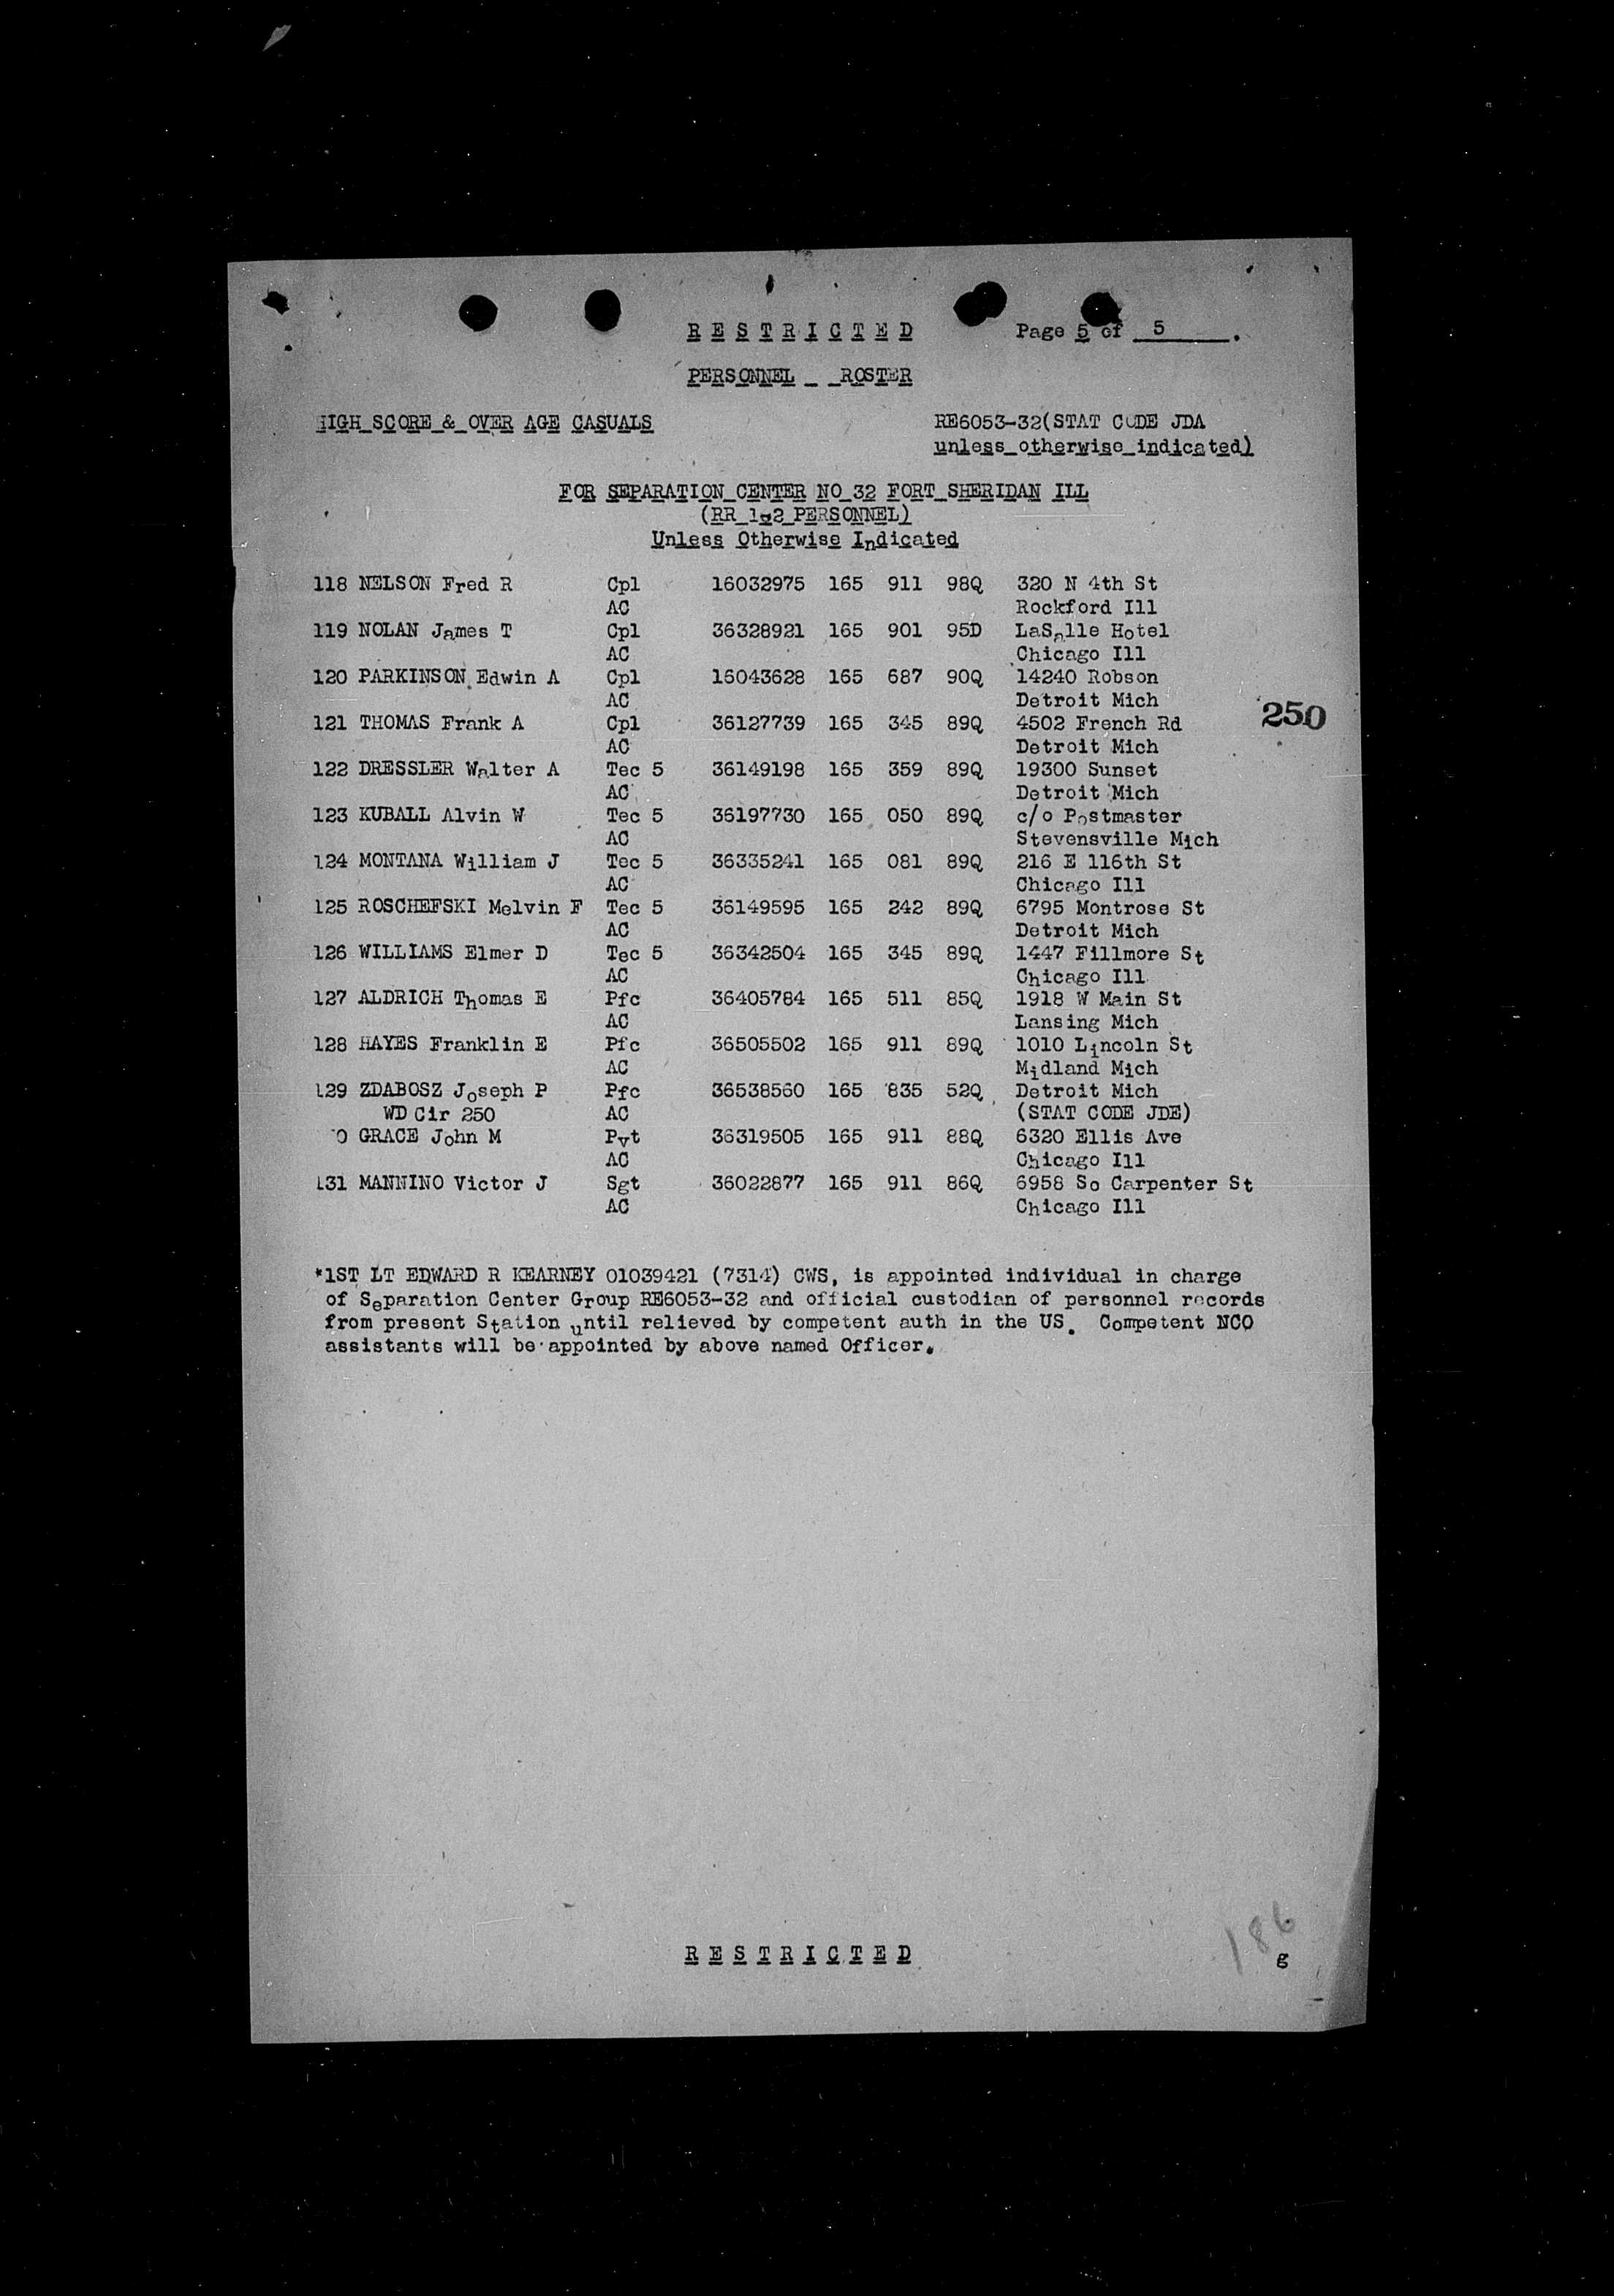 R E S T R I C T E D Page 5 of 5.
PERSONNEL _ _ROSTER
HIGH SCORE & OVER AGE CASUALS RE6053-32(STAT CODE JDA
unless otherwise indicated)
FOR SEPARATION CENTER NO 32 FORT SHERIDAN ILL
(RR 1-2 PERSONNEL)
Unless Otherwise Indicated
118 NELSON Fred R Cpl 16032975 165 911 98Q 320 N 4th St
AC Rockford Ill
119 NOLAN James T Cpl 36328921 165 901 95D LaSalle Hotel
AC Chicago Ill
120 PARKINSON Edwin A Cpl 16043628 165 687 90Q 14240 Robson
AC Detroit Mich
121 THOMAS Frank A Cpl 36127739 165 345 89Q 4502 French Rd 250
AC Detroit Mich
122 DRESSLER Walter A Tec 5 36149198 165 359 89Q 19300 Sunset
AC Detroit Mich
123 KUBALL Alvin W Tec 5 36197730 165 050 89Q c/o Postmaster
AC Stevensville Mich
124 MONTANA William J Tec 5 36335241 165 081 89Q 216 E 116th St
AC Chicago Ill
125 ROSCHEFSKI Melvin F Tec 5 36149595 165 242 89Q 6795 Montrose St
AC Detroit Mich
126 WILLIAMS Elmer D Tec 5 36342504 165 345 89Q 1447 Fillmore St
AC Chicago Ill
127 ALDRICH Thomas E Pfc 36405784 165 511 85Q 1918 W Main St
AC Lansing Mich
128 HAYES Franklin E Pfc 36505502 165 911 89Q 1010 Lincoln St
AC Midland Mich
129 ZDABOSZ Joseph P Pfc 36538560 165 835 52Q Detroit Mich
WD Cir 250 AC (STAT CODE JDE)
0 GRACE John M Pvt 36319505 165 911 88Q 6320 Ellis Ave
AC Chicago Ill
131 MANNINO Victor J Sgt 36022877 165 911 86Q 6958 So Carpenter St
AC Chicago Ill
*1ST LT EDWARD R KEARNEY 01039421 (7314) CWS, is appointed individual in charge
of Separation Center Group RE6053-32 and official custodian of personnel records
from present Station until relieved by competent auth in the US. Competent NCO
assistants will be appointed by above named Officer.
186
R E S T R I C T E D g